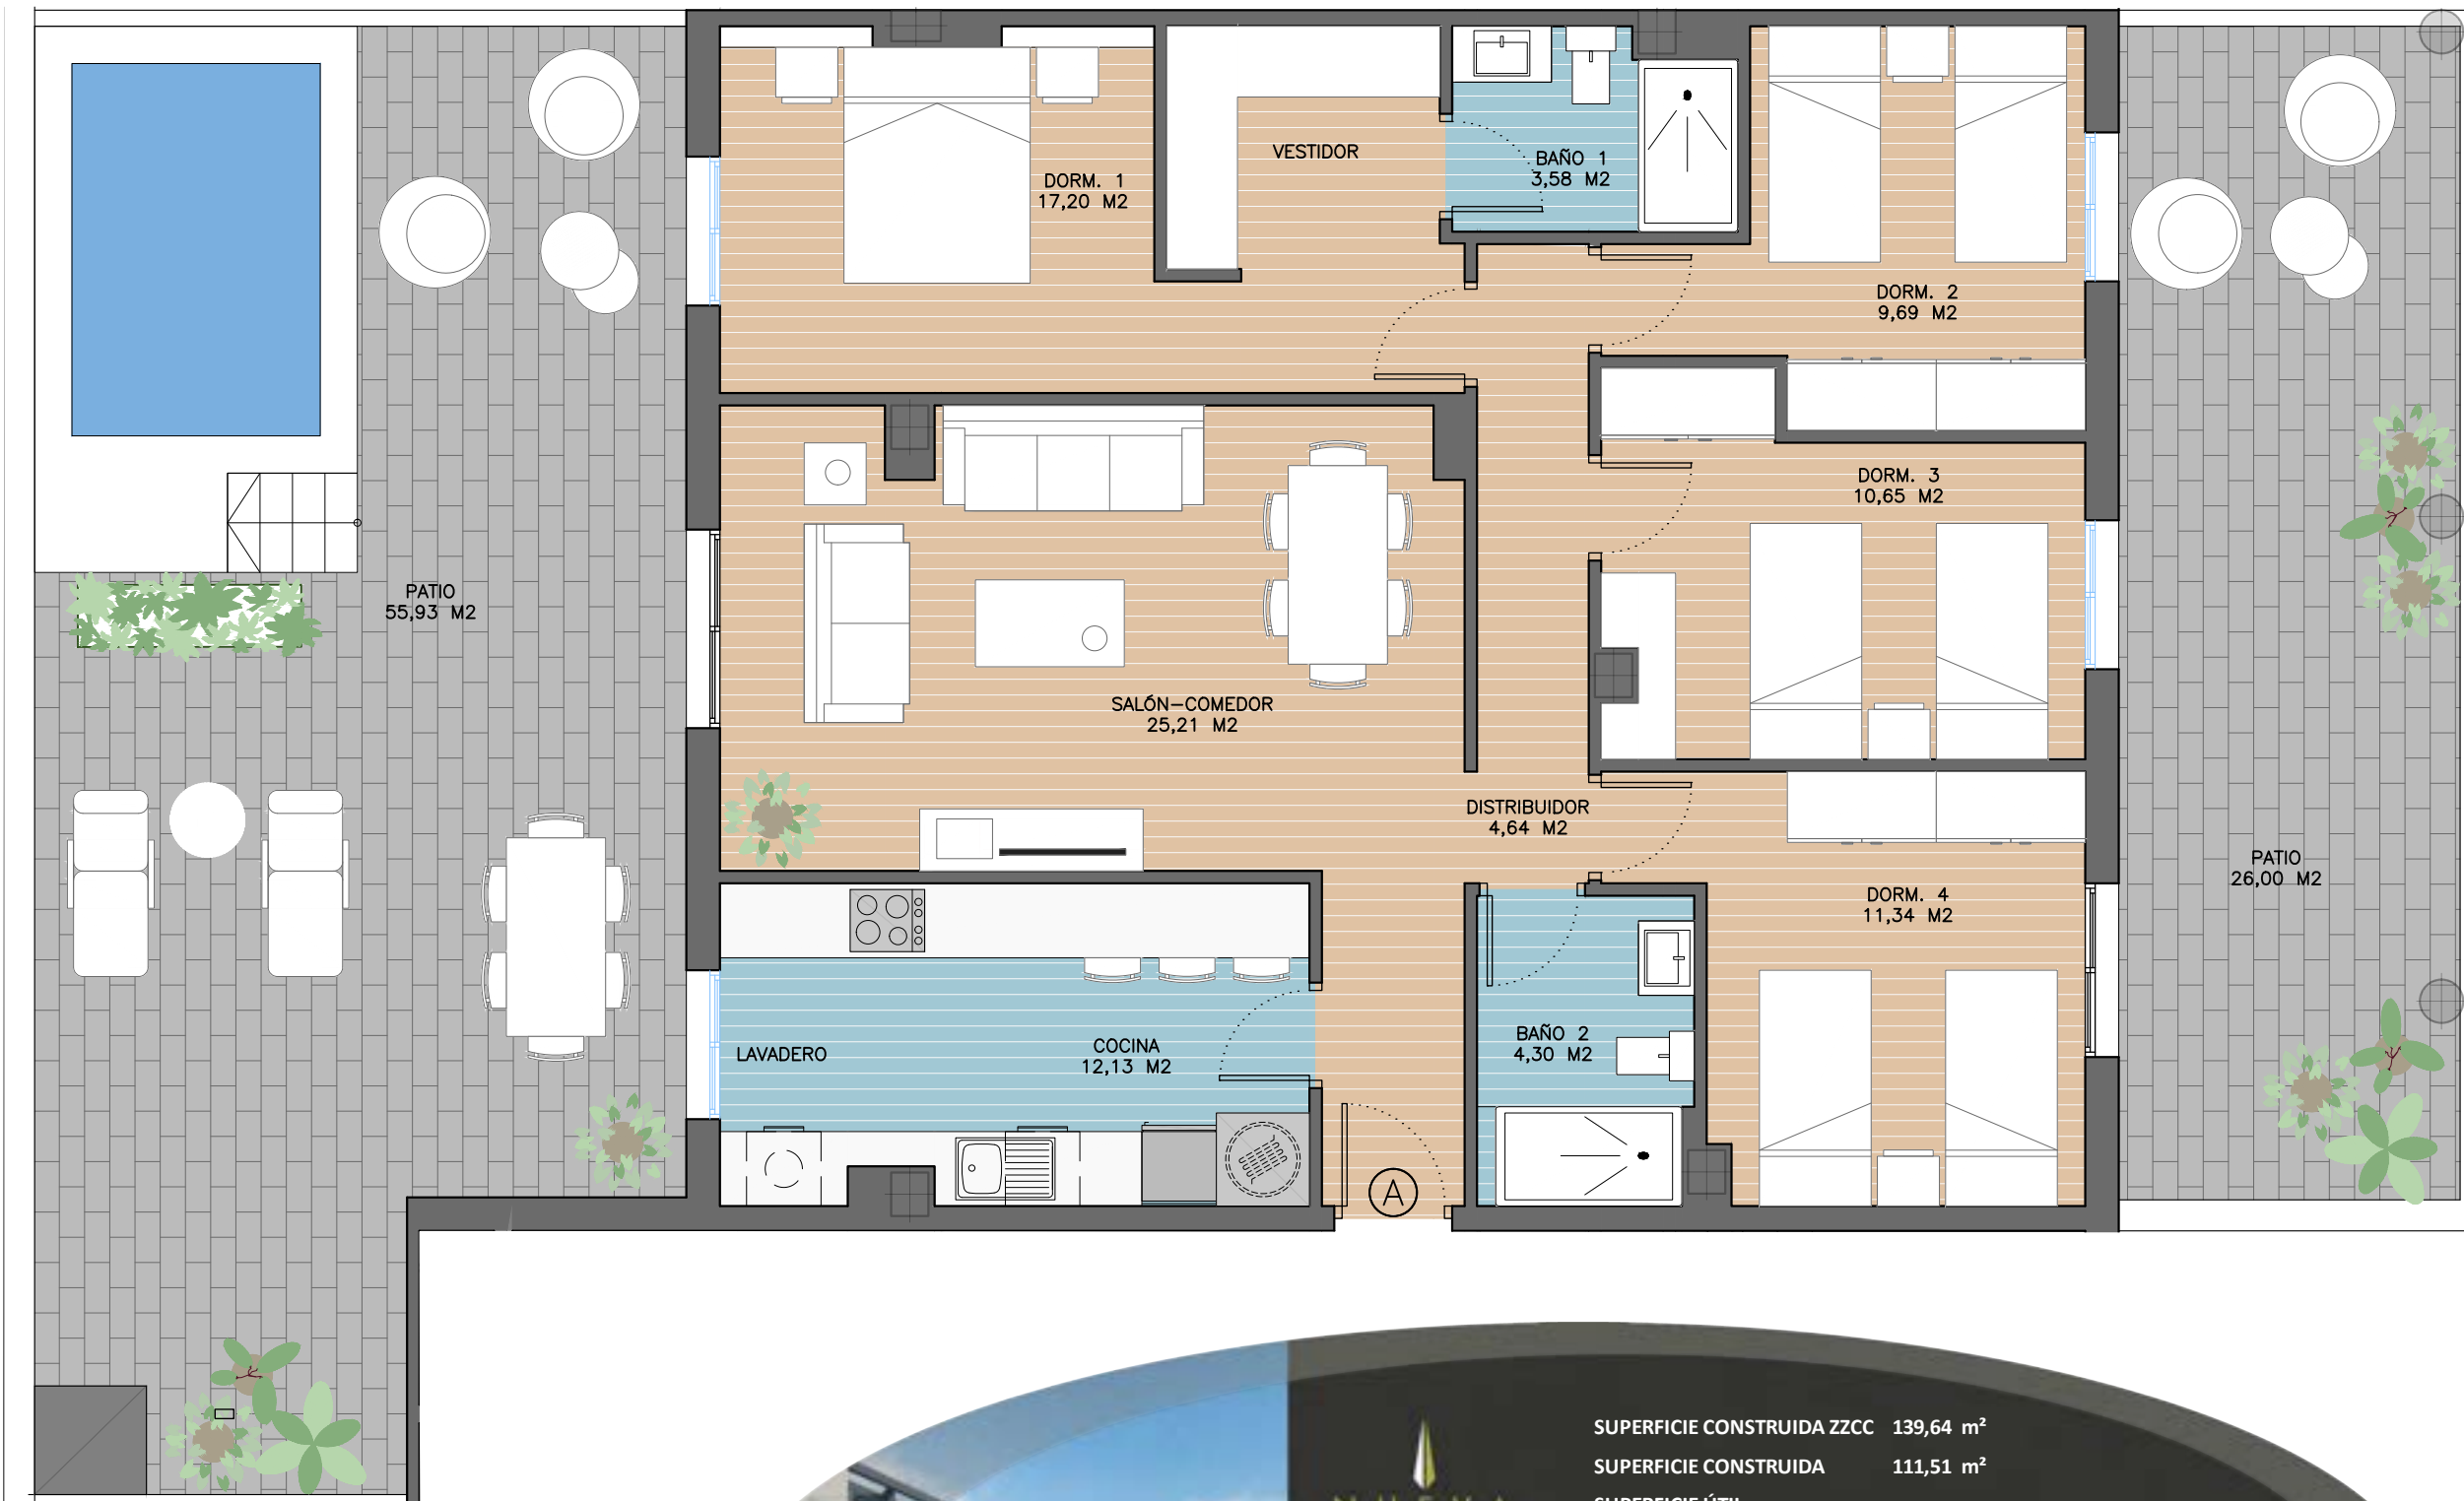 VESTIDOR
BAÑO 1
3,58 M2
DORM. 1
17,20 M2
DORM. 2
9,69 M2
DORM. 3
10,65 M2
PATIO
55,93 M2
SALÓN-COMEDOR
25,21 M2
DISTRIBUIDOR
4,64 M2
PATIO
26,00 M2
DORM. 4
11,34 M2
BAÑO 2
4,30 M2
LAVADERO
COCINA
12,13 M2
A
SUPERFICIE CONSTRUIDA ZZCC 139,64 m²
SUPERFICIE CONSTRUIDA 111,51 m²
SUPERFICIE ÚTIL